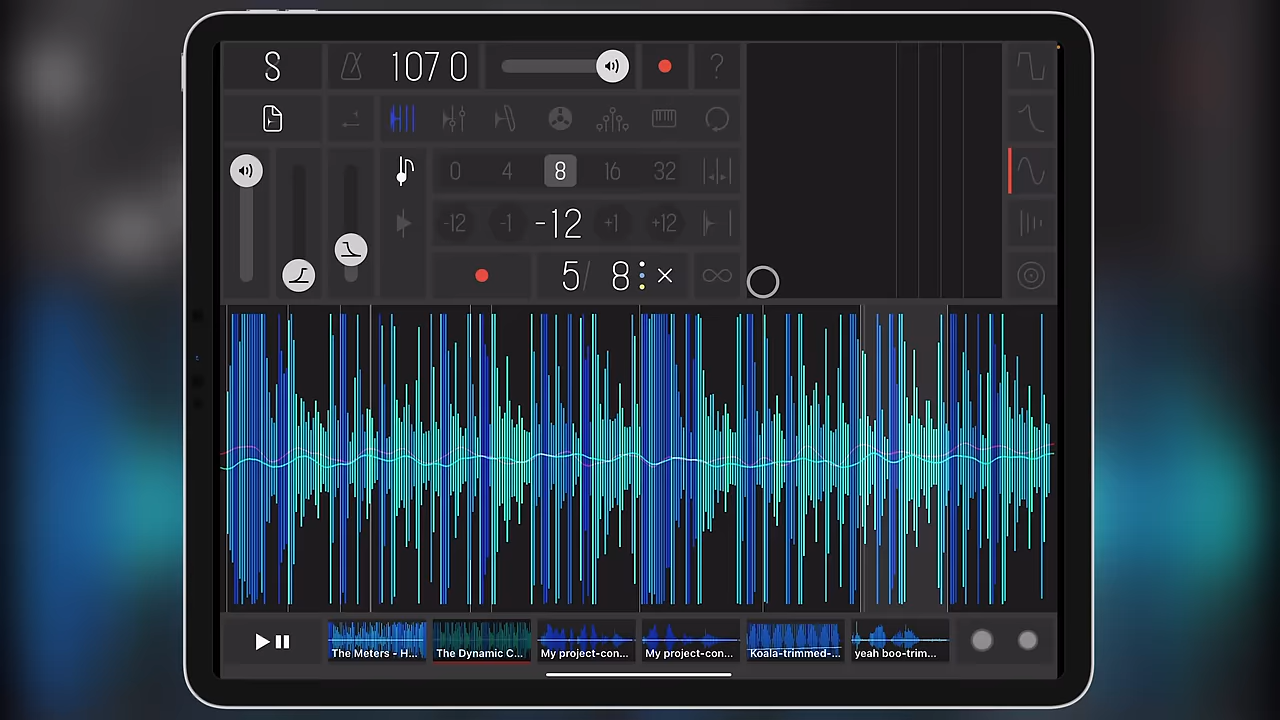 S
107 0
?
0 4 8 16 32
-12 -1 -12 +1 +12
5/ 8
The Meters - H...
The Dynamic C...
My project-con...
My project-con...
Koala-trimmed-...
yeah boo-trim...